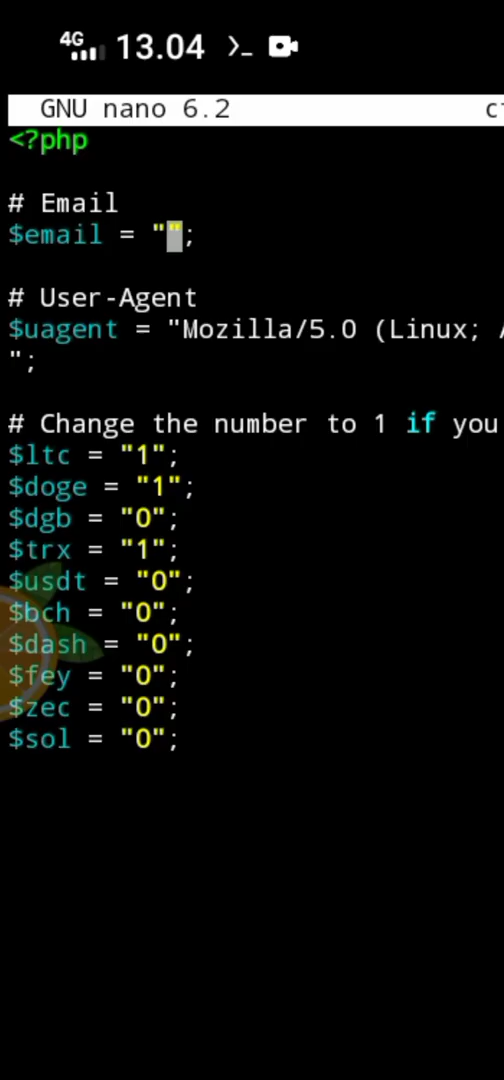 4G 13.04
GNU nano 6.2
<?php
# Email
$email = "";
# User-Agent
$uagent = "Mozilla/5.0 (Linux;
";
# Change the number to 1 if you
$ltc = "1";
$doge = "1";
$dgb = "0";
$trx = "1";
$usdt = "0";
$bch = "0";
$dash = "0";
$fey = "0";
$zec = "0";
$sol = "0";